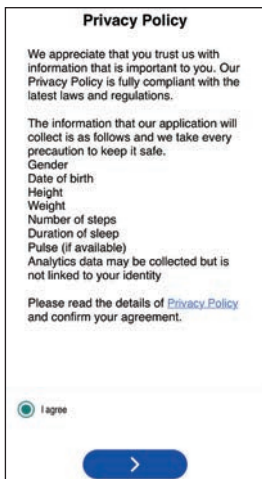 Privacy Policy
We appreciate that you trust us with
information that is important to you. Our
Privacy Policy is fully compliant with the
latest laws and regulations.
The information that our application will
collect is as follows and we take every
precaution to keep it safe.
Gender
Date of birth
Height
Weight
Number of steps
Duration of sleep
Pulse (if available)
Analytics data may be collected but is
not linked to your identity
Please read the details of Privacy Policy
and confirm your agreement.
I agree